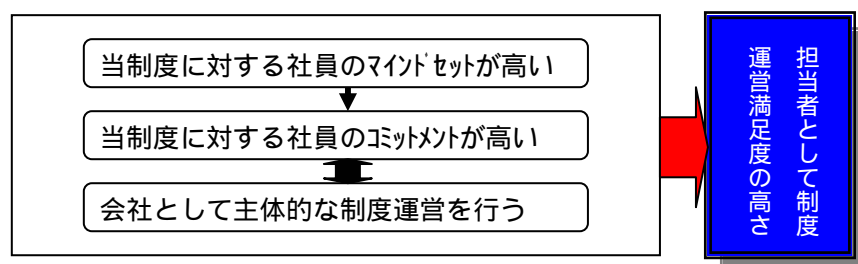 当制度に対する社員のﾏｲﾝﾄﾞｾｯﾄが高い
当制度に対する社員のｺﾐｯﾄﾒﾝﾄが高い
会社として主体的な制度運営を行う
担当者として制度
運営満足度の高さ